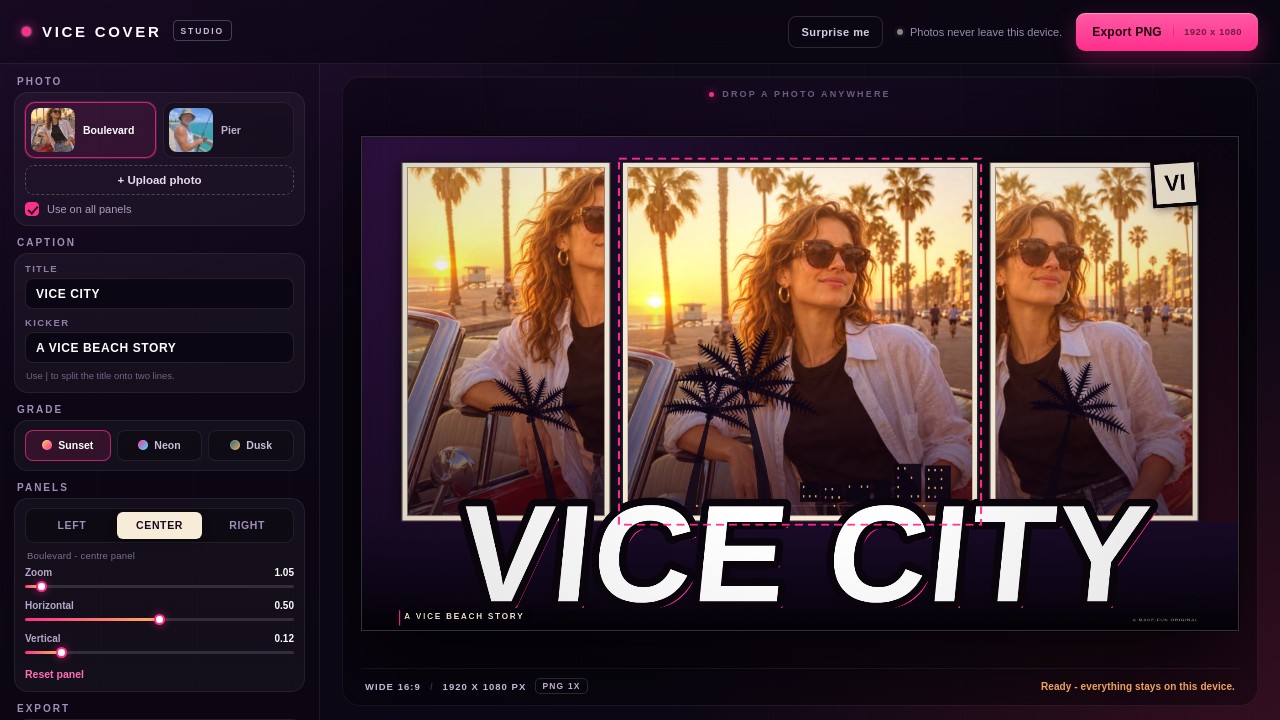 VICE COVER
STUDIO
Surprise me
Photos never leave this device.
Export PNG
1920 x 1080
PHOTO
Boulevard
Pier
+ Upload photo
Use on all panels
CAPTION
TITLE
VICE CITY
KICKER
A VICE BEACH STORY
Use | to split the title onto two lines.
GRADE
Sunset
Neon
Dusk
PANELS
LEFT
CENTER
RIGHT
Boulevard - centre panel
Zoom
1.05
Horizontal
0.50
Vertical
0.12
Reset panel
EXPORT
DROP A PHOTO ANYWHERE
VI
VICE CITY
A VICE BEACH STORY
A MADE-FUN ORIGINAL
WIDE 16:9 / 1920 X 1080 PX
PNG 1X
Ready - everything stays on this device.